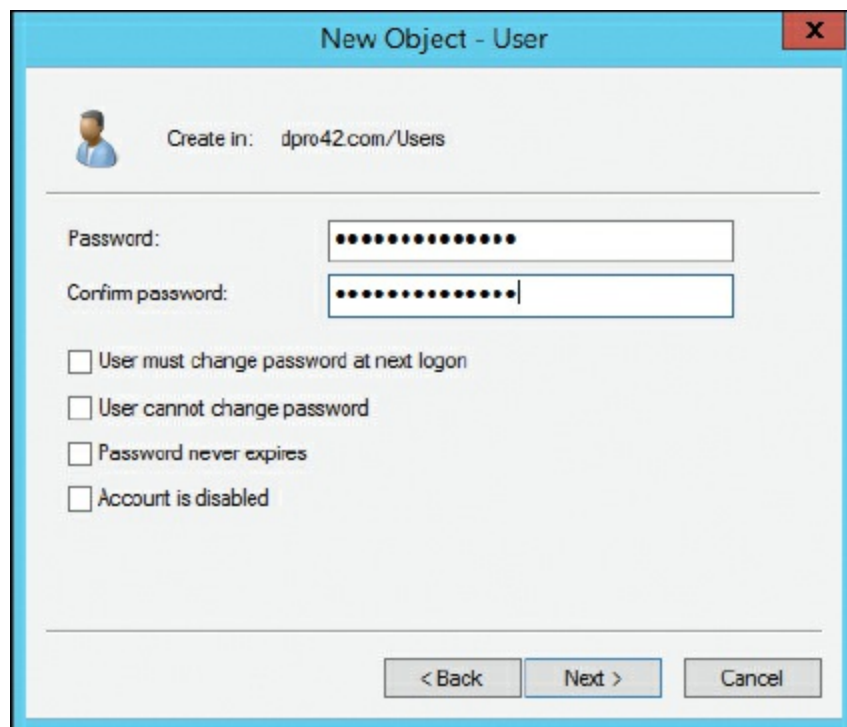 New Object - User
X
Create in: dpro42.com/Users
Password: ••••••••••••••
Confirm password: ••••••••••••••
User must change password at next logon
User cannot change password
Password never expires
Account is disabled
< Back Next > Cancel